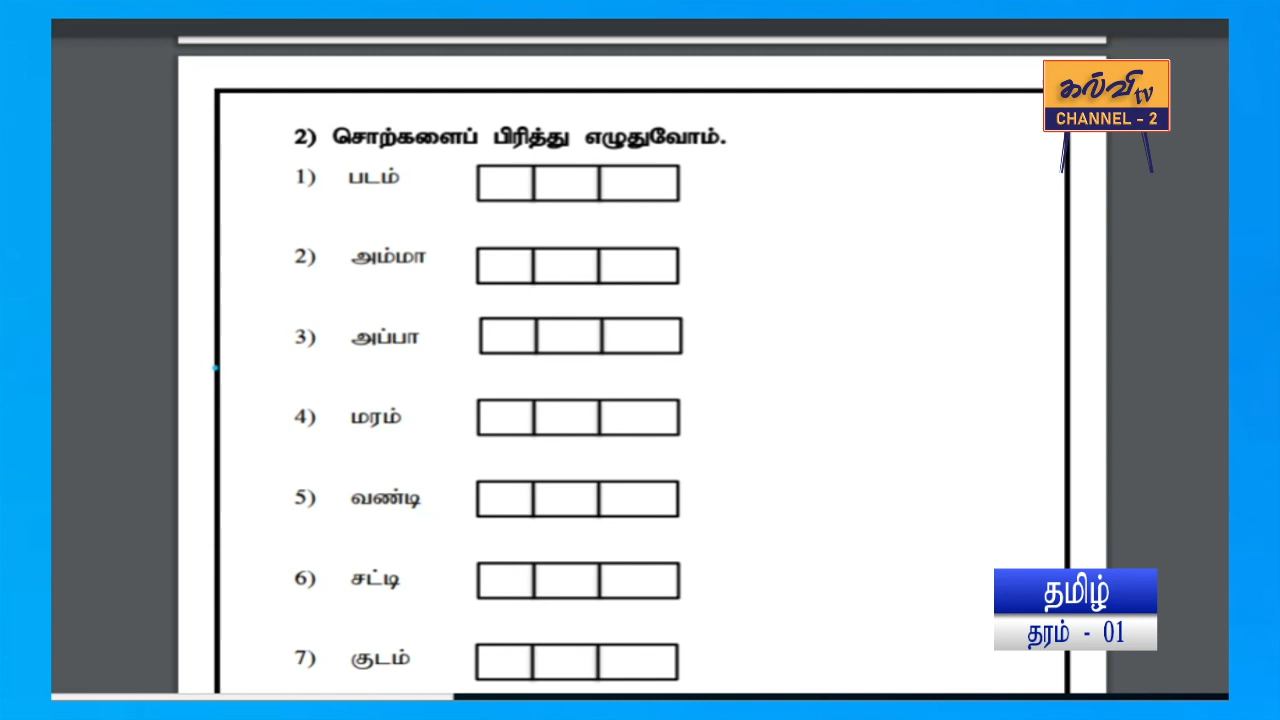 கல்வி tv
CHANNEL - 2
2) சொற்களைப் பிரித்து எழுதுவோம்.
1) படம்
2) அம்மா
3) அப்பா
4) மரம்
5) வண்டி
6) சட்டி
7) குடம்
தமிழ்
தரம் - 01